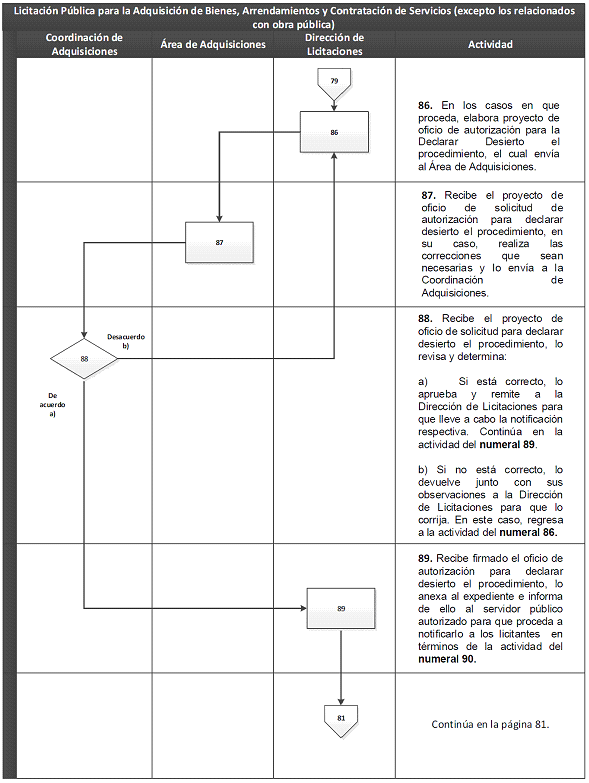 Licitación Pública para la Adquisición de Bienes, Arrendamientos y Contratación de Servicios (excepto los relacionados
con obra pública)
Coordinación de
Adquisiciones
Área de Adquisiciones
Dirección de
Licitaciones
Actividad
79
86
86. En los casos en que
proceda, elabora proyecto de
oficio de autorización para la
Declarar Desierto el
procedimiento, el cual envía
al Área de Adquisiciones.
87
87. Recibe el proyecto de
oficio de solicitud de
autorización para declarar
desierto el procedimiento, en
su caso, realiza las
correcciones que sean
necesarias y lo envía a la
Coordinación de
Adquisiciones.
Desacuerdo
b)
88
De
acuerdo
a)
88. Recibe el proyecto de
oficio de solicitud para declarar
desierto el procedimiento, lo
revisa y determina:
a) Si está correcto, lo
aprueba y remite a la
Dirección de Licitaciones para
que lleve a cabo la notificación
respectiva. Continúa en la
actividad del numeral 89.
b) Si no está correcto, lo
devuelve junto con sus
observaciones a la Dirección
de Licitaciones para que lo
corrija. En este caso, regresa
a la actividad del numeral 86.
89
89. Recibe firmado el oficio de
autorización para declarar
desierto el procedimiento, lo
anexa al expediente e informa
de ello al servidor público
autorizado para que proceda a
notificarlo a los licitantes en
términos de la actividad del
numeral 90.
81
Continúa en la página 81.